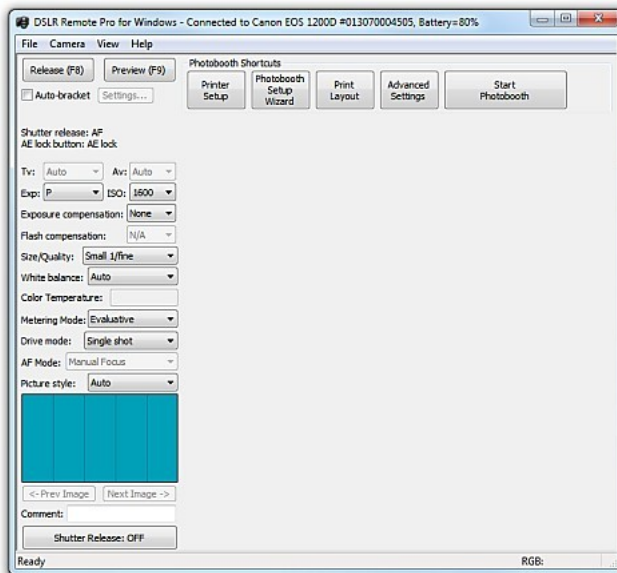 DSLR Remote Pro for Windows - Connected to Canon EOS 1200D #013070004505, Battery=80%
File Camera View Help
Release (F8) Preview (F9)
Auto-bracket Settings...
Shutter release: AF
AE lock button: AE lock
Tv: Auto Av: Auto
Exp: P ISO: 1600
Exposure compensation: None
Flash compensation: N/A
Size/Quality: Small 1/fine
White balance: Auto
Color Temperature:
Metering Mode: Evaluative
Drive mode: Single shot
AF Mode: Manual Focus
Picture style: Auto
<- Prev Image Next Image ->
Comment:
Shutter Release: OFF
Photobooth Shortcuts
Printer
Setup
Photobooth
Setup
Wizard
Print
Layout
Advanced
Settings
Start
Photobooth
Ready RGB: